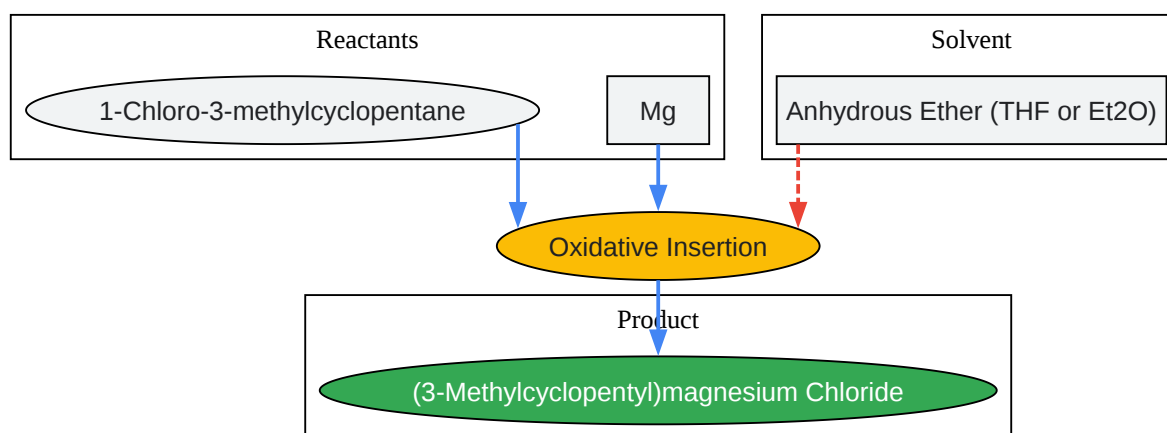 Reactants
Solvent
1-Chloro-3-methylcyclopentane
Mg
Anhydrous Ether (THF or Et2O)
Oxidative Insertion
Product
(3-Methylcyclopentyl)magnesium Chloride